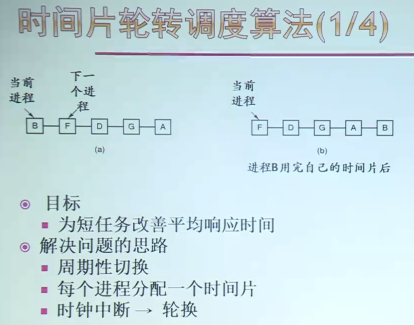 时间片轮转调度算法(1/4)
当前
进程
下一
个进
程
B F D G A
(a)
当前
进程
F D G A B
(b)
进程B用完自己的时间片后
目标
为短任务改善平均响应时间
解决问题的思路
周期性切换
每个进程分配一个时间片
时钟中断 → 轮换